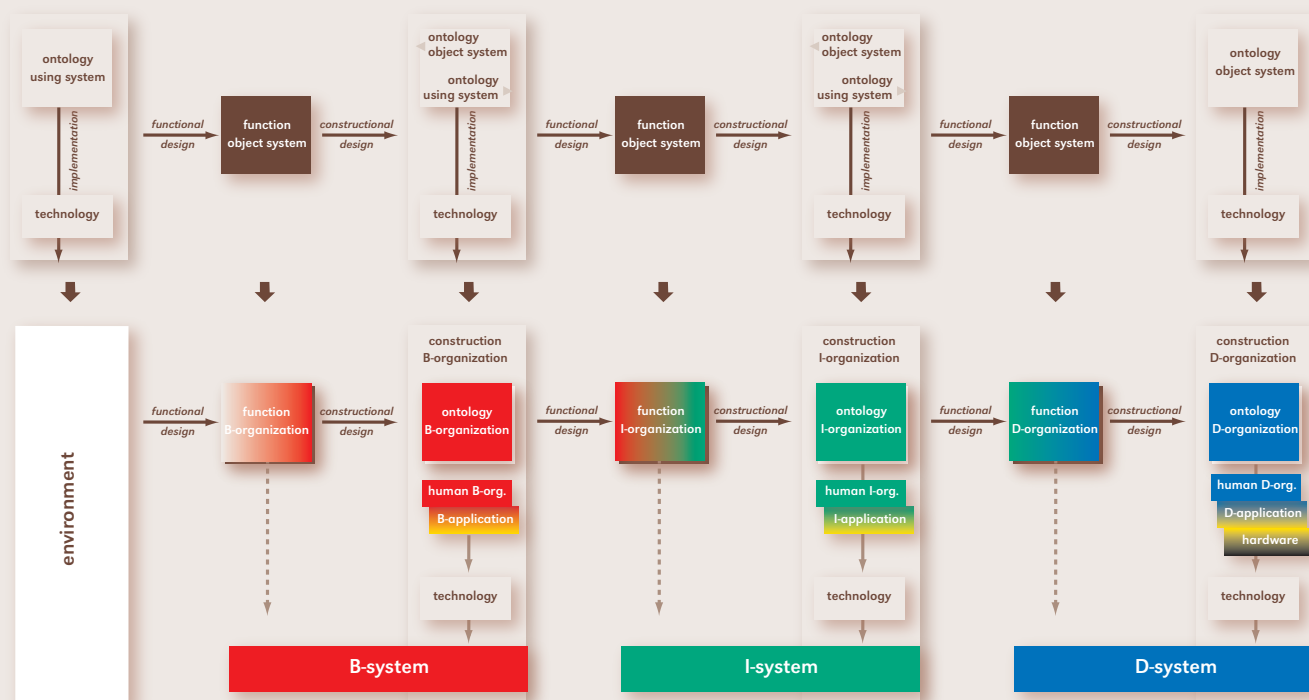 ontology
using system
implementation
technology
functional
design
function
object system
constructional
design
ontology
object system
ontology
using system
implementation
technology
functional
design
function
object system
constructional
design
ontology
object system
ontology
using system
implementation
technology
functional
design
function
object system
constructional
design
ontology
object system
implementation
technology
environment
functional
design
function
B-organization
constructional
design
construction
B-organization
ontology
B-organization
human B-org.
B-application
technology
functional
design
function
I-organization
constructional
design
construction
I-organization
ontology
I-organization
human I-org.
I-application
technology
functional
design
function
D-organization
constructional
design
construction
D-organization
ontology
D-organization
human D-org.
D-application
hardware
technology
B-system
I-system
D-system